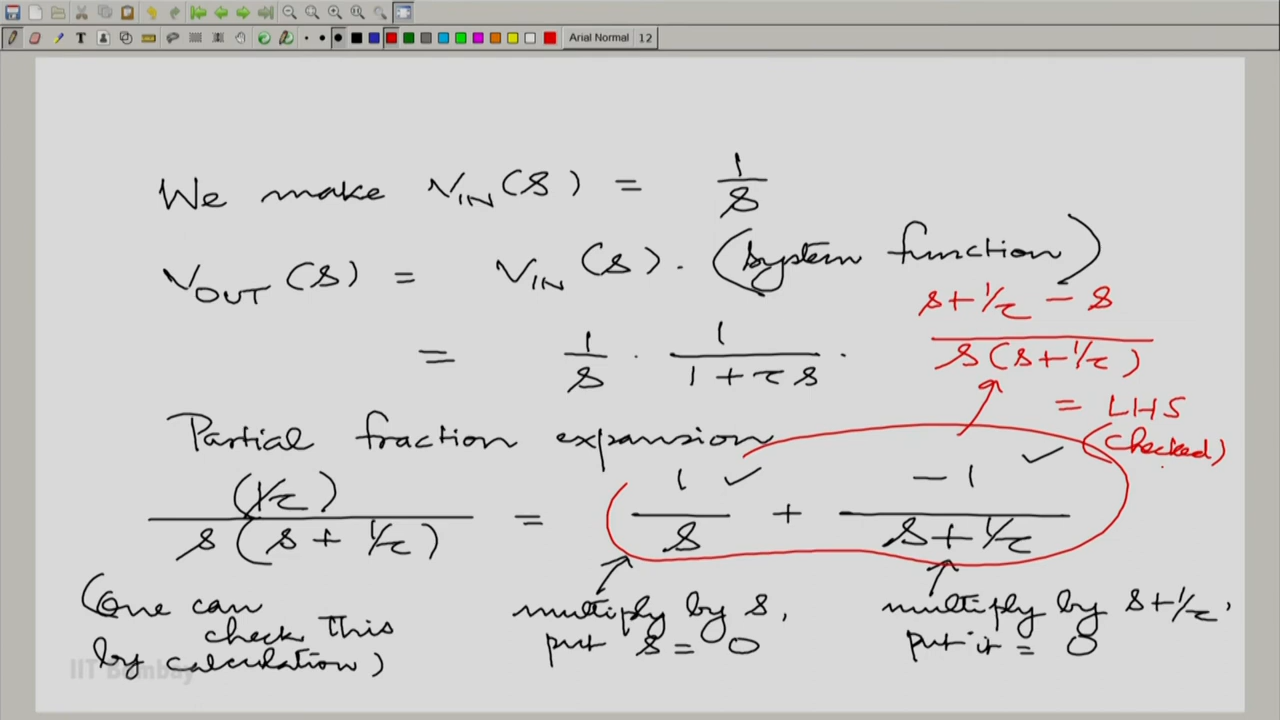 Arial Normal 12
We make V_IN(s) = 1/s
V_OUT(s) = V_IN(s) . (System function)
= 1/s . 1/(1 + τs) .
s + 1/τ − s
s(s + 1/τ)
= LHS
(checked)
Partial fraction expansion
(1/τ) / s(s + 1/τ) = 1/s ✓ + −1/(s + 1/τ) ✓
(One can check this by calculation)
multiply by s,
put s = 0
multiply by s + 1/τ,
put it = 0
IIT Bombay